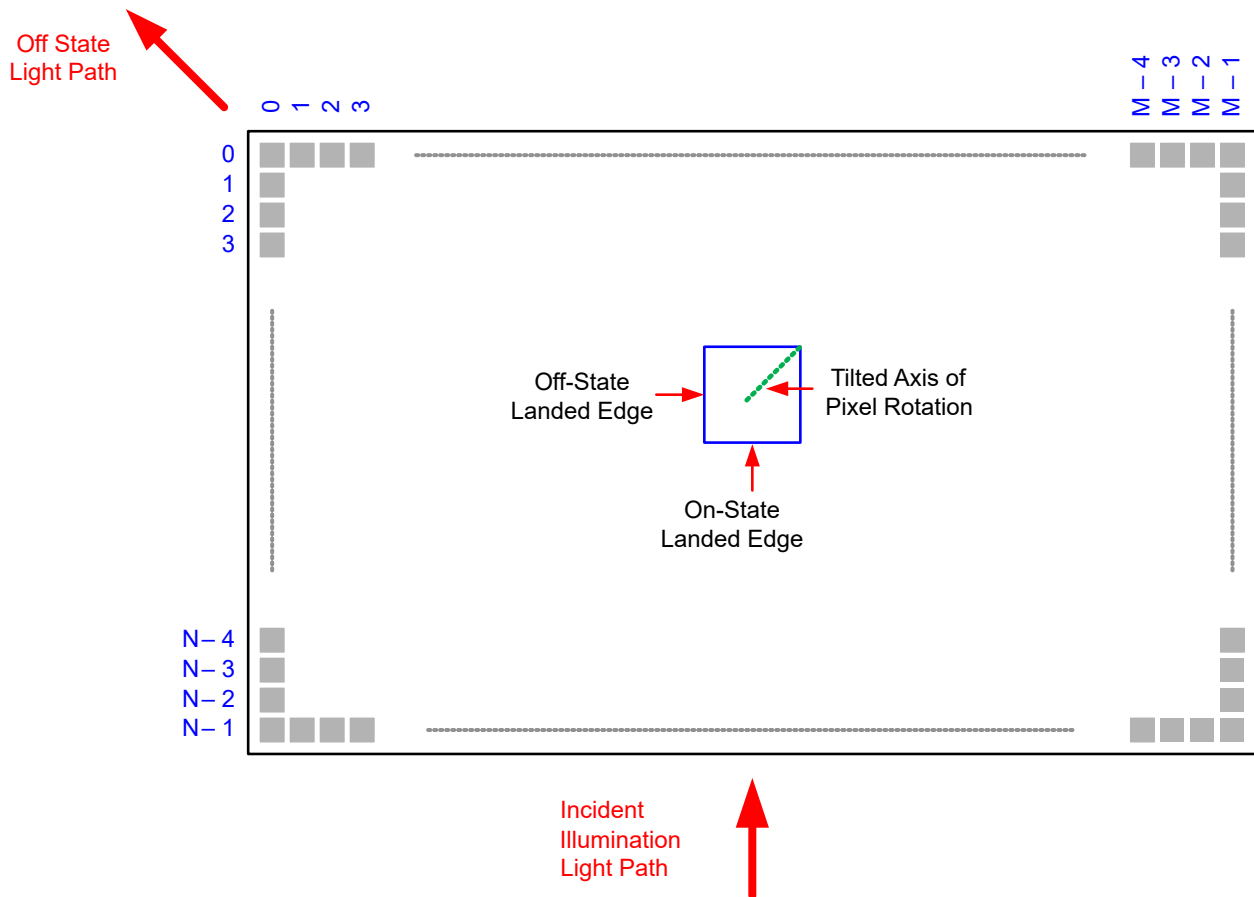 Off State
Light Path
0
1
2
3
M – 4
M – 3
M – 2
M – 1
0
1
2
3
Off-State
Landed Edge
Tilted Axis of
Pixel Rotation
On-State
Landed Edge
N – 4
N – 3
N – 2
N – 1
Incident
Illumination
Light Path